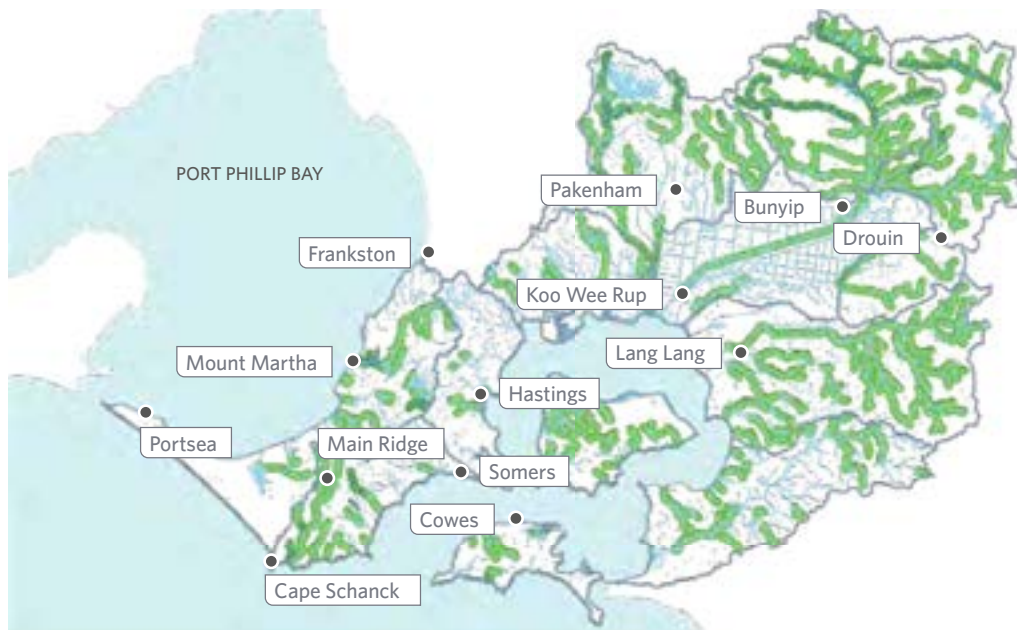 PORT PHILLIP BAY
Pakenham
Bunyip
Drouin
Frankston
Koo Wee Rup
Mount Martha
Lang Lang
Hastings
Portsea
Main Ridge
Somers
Cowes
Cape Schanck